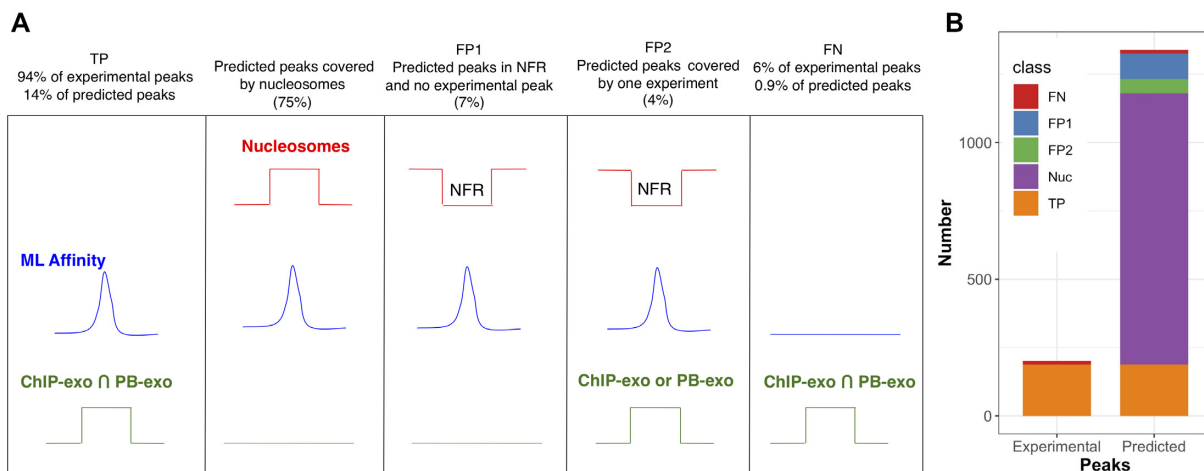 A
TP
94% of experimental peaks
14% of predicted peaks
Predicted peaks covered
by nucleosomes
(75%)
FP1
Predicted peaks in NFR
and no experimental peak
(7%)
FP2
Predicted peaks covered
by one experiment
(4%)
FN
6% of experimental peaks
0.9% of predicted peaks
Nucleosomes
NFR
NFR
ML Affinity
ChIP-exo ∩ PB-exo
ChIP-exo or PB-exo
ChIP-exo ∩ PB-exo
B
class
FN
FP1
FP2
Nuc
TP
Number
1000
500
0
Experimental
Predicted
Peaks